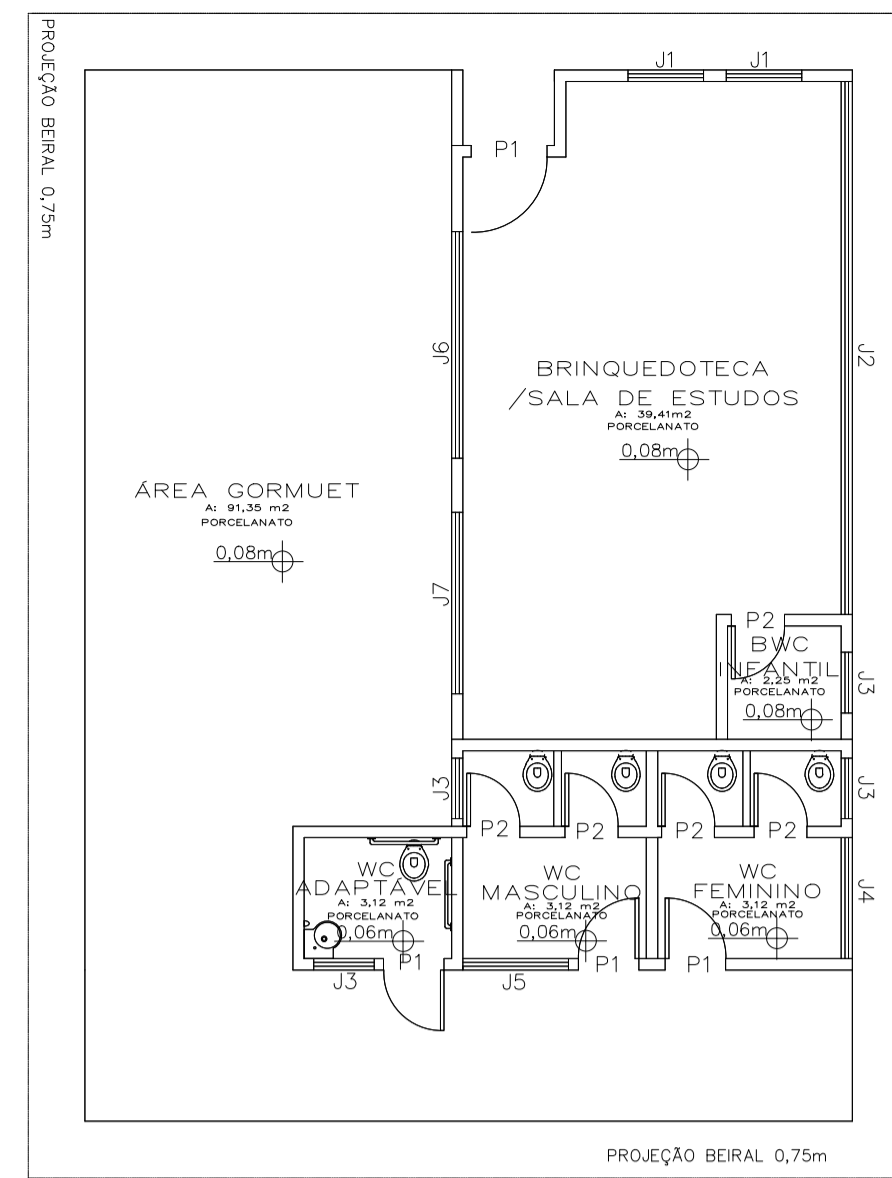 PROJEÇÃO BEIRAL 0,75m
J1
J1
P1
J6
J2
BRINQUEDOTECA
/SALA DE ESTUDOS
A: 39,41m2
PORCELANATO
0,08m
ÁREA GORMUET
A: 91,35 m2
PORCELANATO
0,08m
J7
P2
BWC
INFANTIL
A: 2,25 m2
PORCELANATO
0,08m
J3
J3
J3
P2
P2
P2
P2
WC
ADAPTÁVEL
A: 3,12 m2
PORCELANATO
0,06m
P1
WC
MASCULINO
A: 3,12 m2
PORCELANATO
0,06m
P1
WC
FEMININO
A: 3,12 m2
PORCELANATO
0,06m
P1
J4
J3
J5
PROJEÇÃO BEIRAL 0,75m